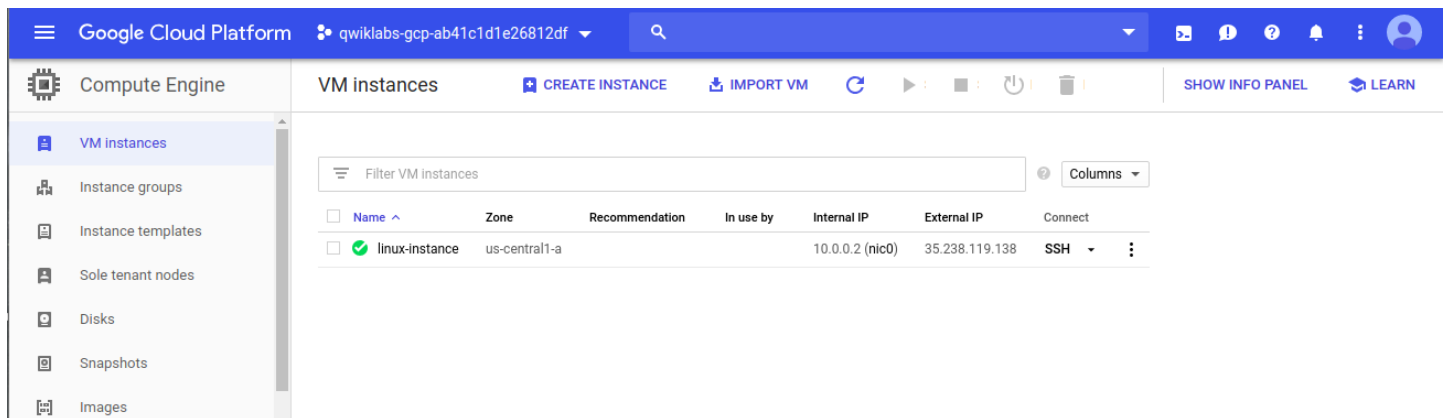 Google Cloud Platform qwiklabs-gcp-ab41c1d1e26812df
Compute Engine
VM instances CREATE INSTANCE IMPORT VM SHOW INFO PANEL LEARN
VM instances
Instance groups
Instance templates
Sole tenant nodes
Disks
Snapshots
Images
Filter VM instances Columns
Name Zone Recommendation In use by Internal IP External IP Connect
linux-instance us-central1-a 10.0.0.2 (nic0) 35.238.119.138 SSH